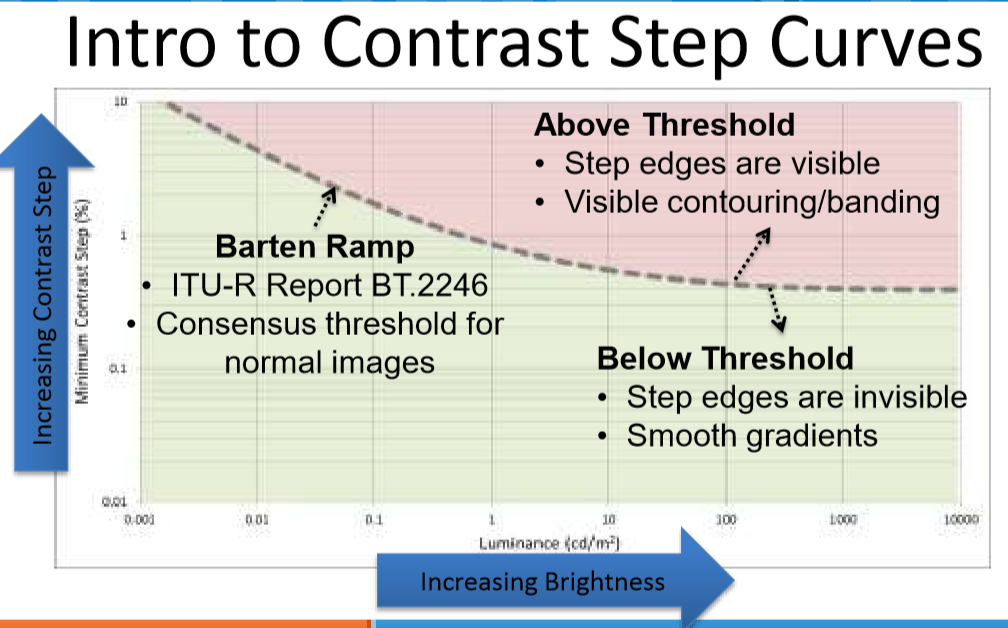 Intro to Contrast Step Curves
Increasing Contrast Step
Minimum Contrast Step (%)
10
1
0.1
0.01
Above Threshold
• Step edges are visible
• Visible contouring/banding
Barten Ramp
• ITU-R Report BT.2246
• Consensus threshold for
normal images
Below Threshold
• Step edges are invisible
• Smooth gradients
0.001 0.01 0.1 1 10 100 1000 10000
Luminance (cd/m²)
Increasing Brightness